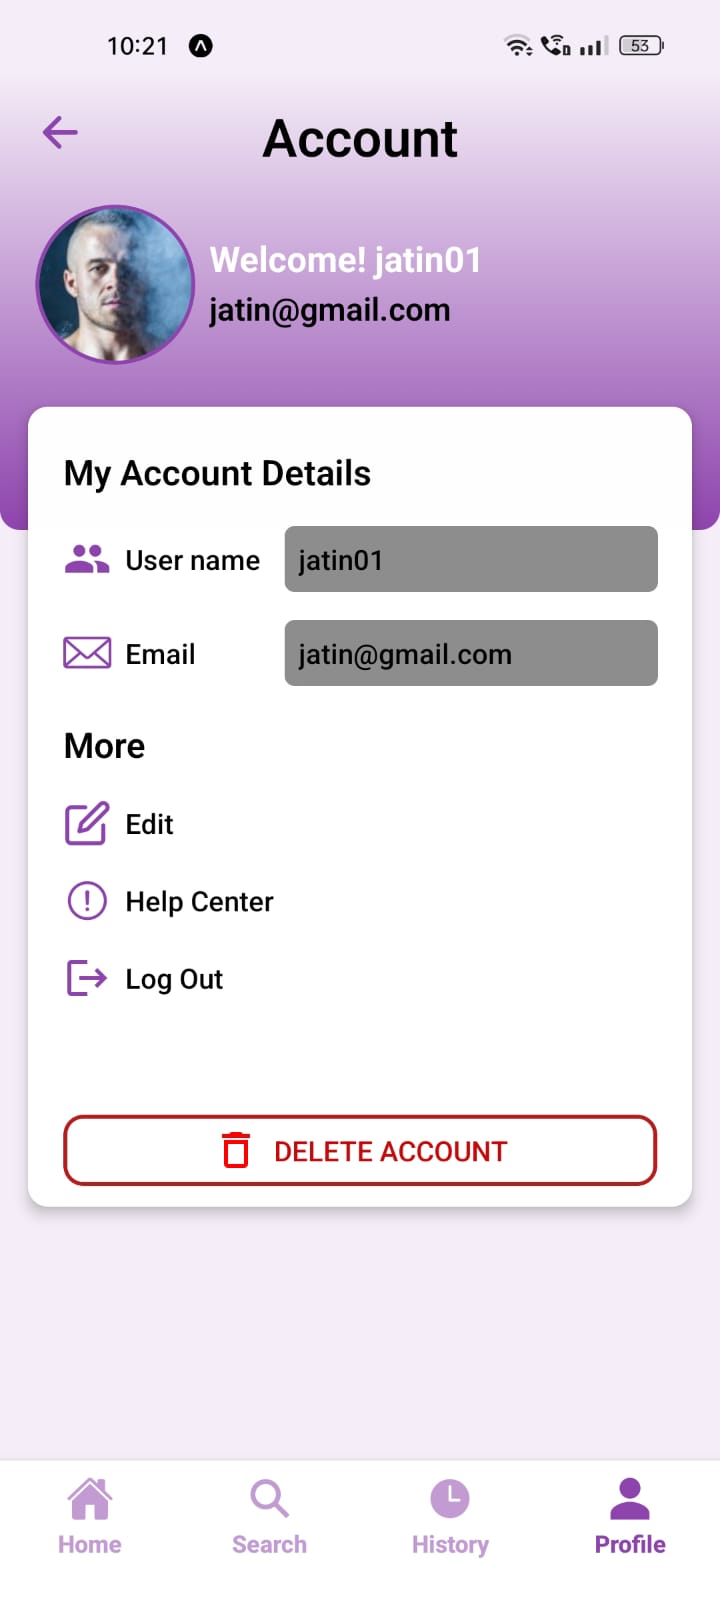 10:21
53
Account
Welcome! jatin01
jatin@gmail.com
My Account Details
User name jatin01
Email jatin@gmail.com
More
Edit
Help Center
Log Out
DELETE ACCOUNT
Home Search History Profile